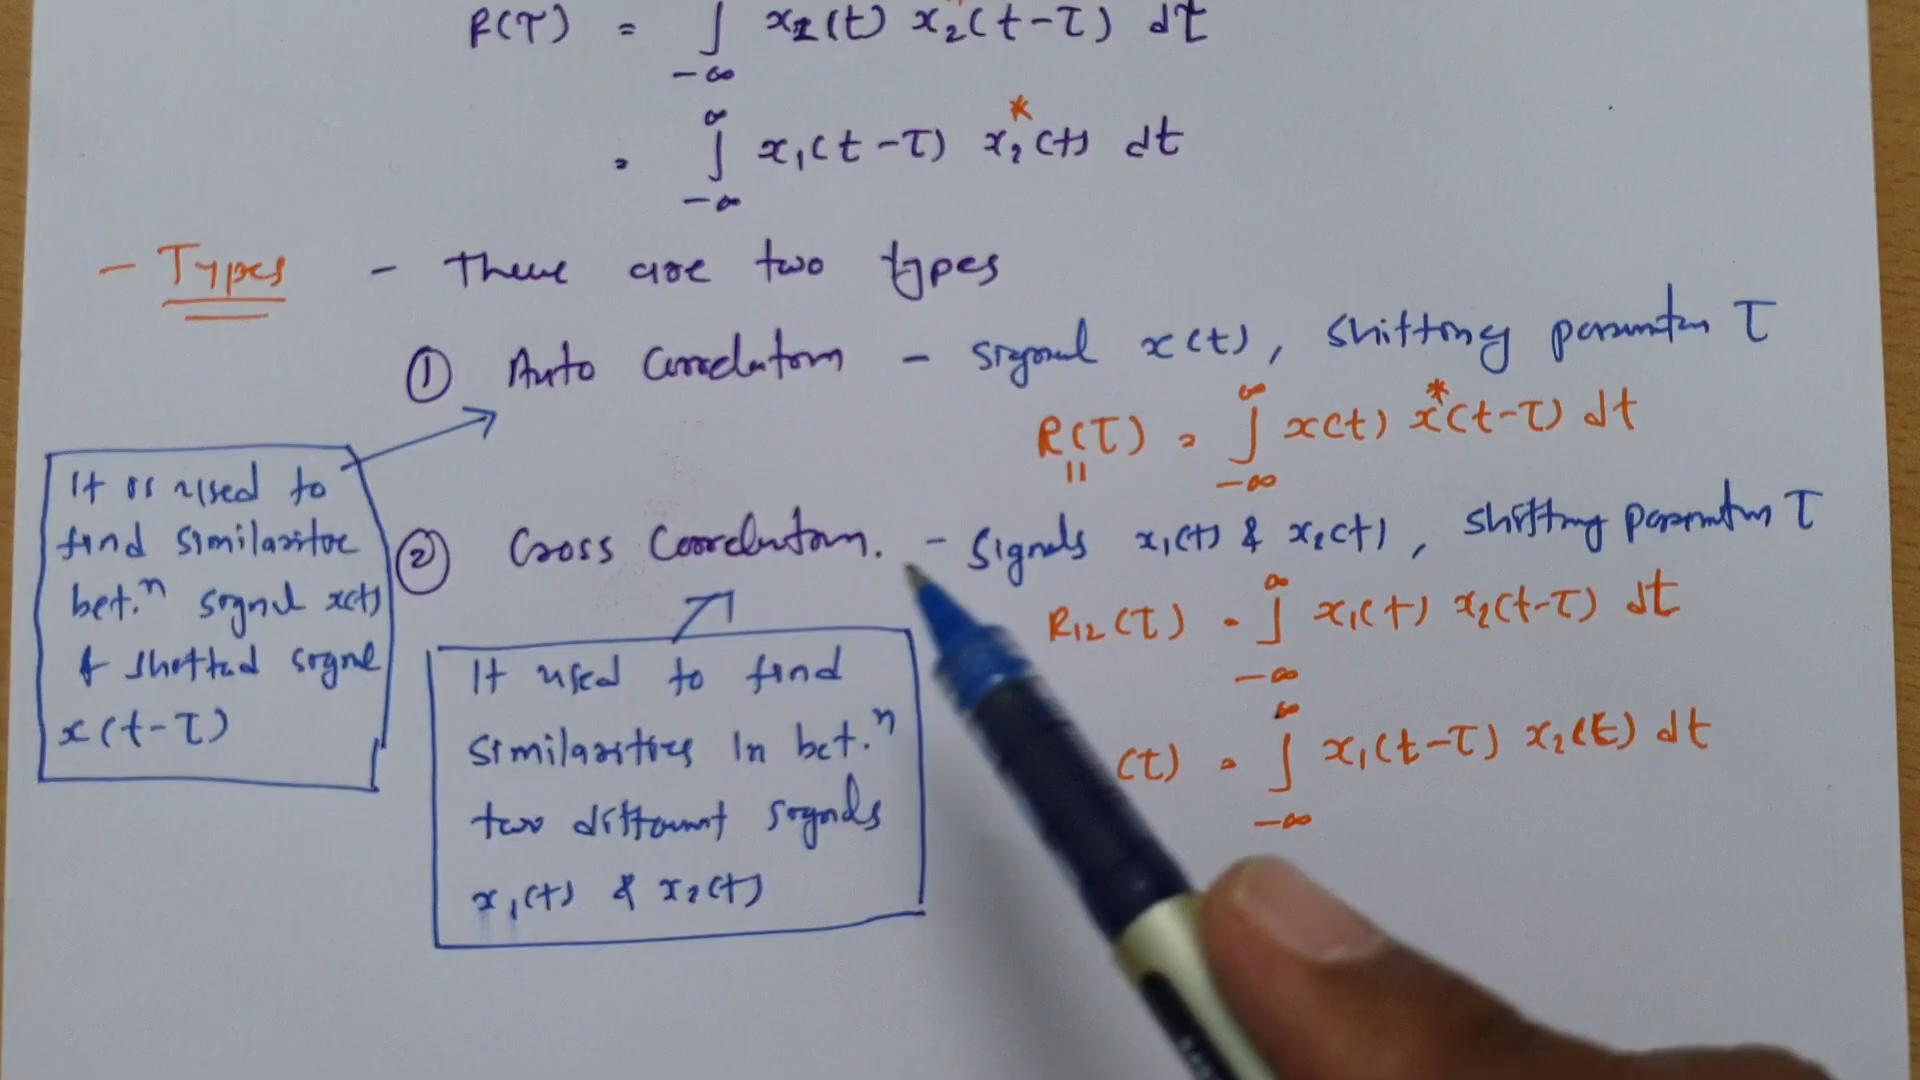 R(τ) = ∫ x1(t) x2(t-τ) dt
-∞
∞
= ∫ x1(t-τ) x2*(t) dt
-∞
- Types - There are two types
① Auto Correlation - signal x(t), shifting parameter τ
∞
R(τ) = ∫ x(t) x*(t-τ) dt
-∞
It is used to
find similarities
bet.n signal x(t)
& shifted signal
x(t-τ)
② Cross Correlation. - Signals x1(t) & x2(t), shifting parameter τ
∞
R12(τ) = ∫ x1(t) x2(t-τ) dt
-∞
∞
(τ) = ∫ x1(t-τ) x2(t) dt
-∞
It used to find
similarities in bet.n
two different signals
x1(t) & x2(t)